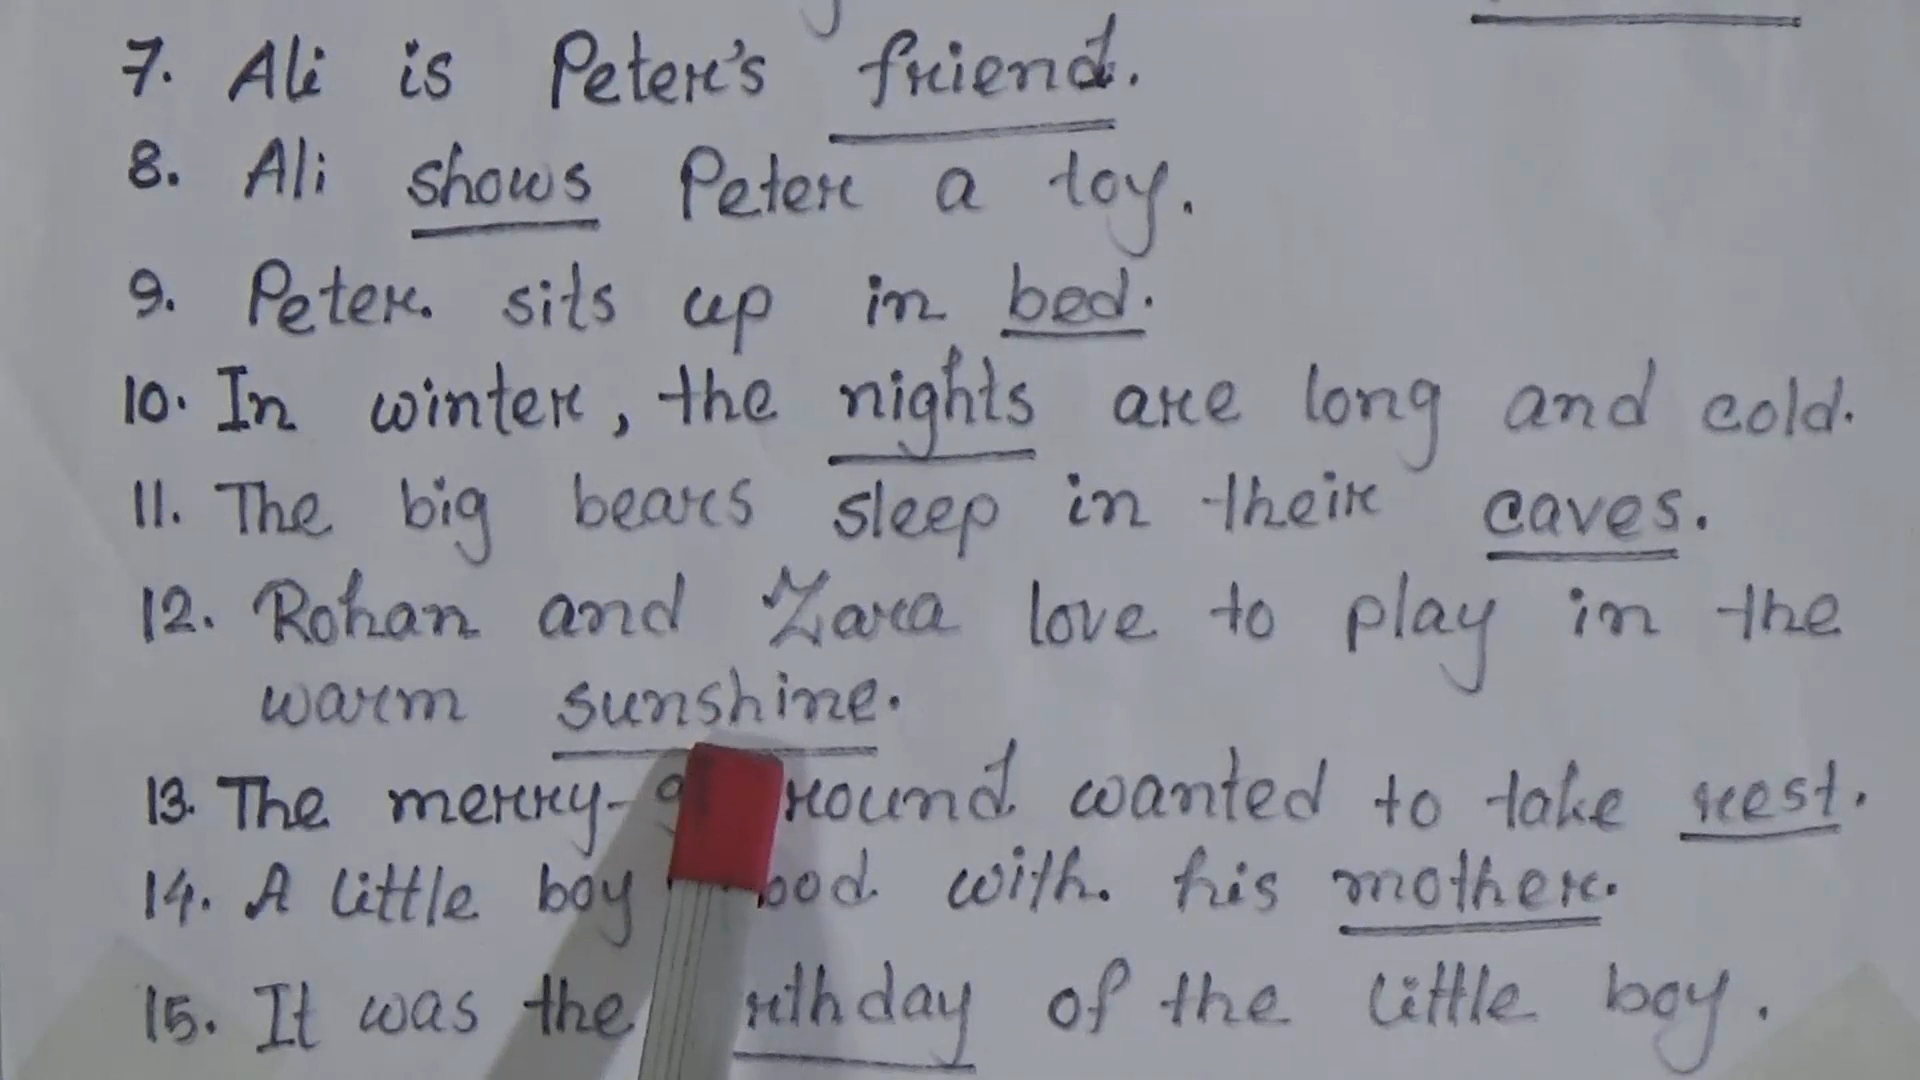 7. Ali is Peter's friend.
8. Ali shows Peter a toy.
9. Peter. sits up in bed.
10. In winter, the nights are long and cold.
11. The big bears sleep in their caves.
12. Rohan and Zara love to play in the
warm sunshine.
13. The merry- round wanted to take rest.
14. A little boy with. his mother.
15. It was the of the little boy.